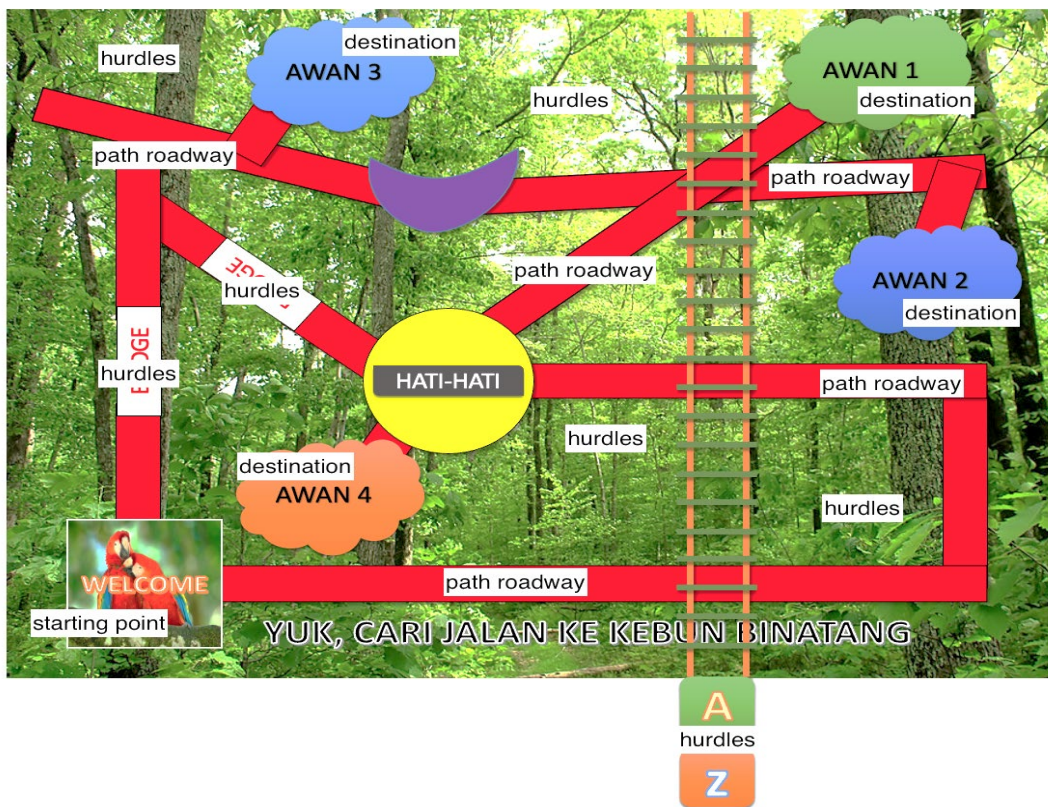 destination
hurdles
AWAN 3
AWAN 1
hurdles
destination
path roadway
path roadway
path roadway
AWAN 2
hurdles
destination
hurdles
HATI-HATI
path roadway
hurdles
destination
AWAN 4
hurdles
WELCOME
path roadway
starting point
YUK, CARI JALAN KE KEBUN BINATANG
A
hurdles
Z